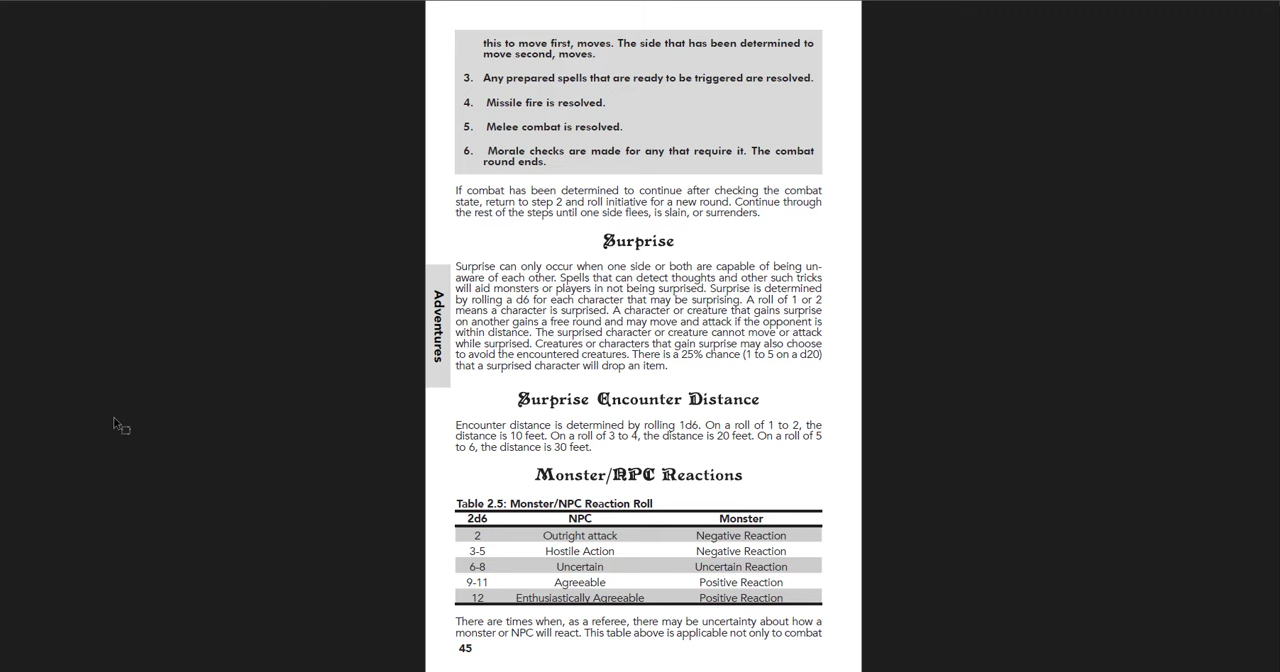 this to move first, moves. The side that has been determined to
move second, moves.
3. Any prepared spells that are ready to be triggered are resolved.
4. Missile fire is resolved.
5. Melee combat is resolved.
6. Morale checks are made for any that require it. The combat
round ends.
If combat has been determined to continue after checking the combat
state, return to step 2 and roll initiative for a new round. Continue through
the rest of the steps until one side flees, is slain, or surrenders.
Surprise
Surprise can only occur when one side or both are capable of being un-
aware of each other. Spells that can detect thoughts and other such tricks
will aid monsters or players in not being surprised. Surprise is determined
by rolling a d6 for each character that may be surprising. A roll of 1 or 2
means a character is surprised. A character or creature that gains surprise
on another gains a free round and may move and attack if the opponent is
within distance. The surprised character or creature cannot move or attack
while surprised. Creatures or characters that gain surprise may also choose
to avoid the encountered creatures. There is a 25% chance (1 to 5 on a d20)
that a surprised character will drop an item.
Adventures
Surprise Encounter Distance
Encounter distance is determined by rolling 1d6. On a roll of 1 to 2, the
distance is 10 feet. On a roll of 3 to 4, the distance is 20 feet. On a roll of 5
to 6, the distance is 30 feet.
Monster/NPC Reactions
Table 2.5: Monster/NPC Reaction Roll
2d6 NPC Monster
2 Outright attack Negative Reaction
3-5 Hostile Action Negative Reaction
6-8 Uncertain Uncertain Reaction
9-11 Agreeable Positive Reaction
12 Enthusiastically Agreeable Positive Reaction
There are times when, as a referee, there may be uncertainty about how a
monster or NPC will react. This table above is applicable not only to combat
45